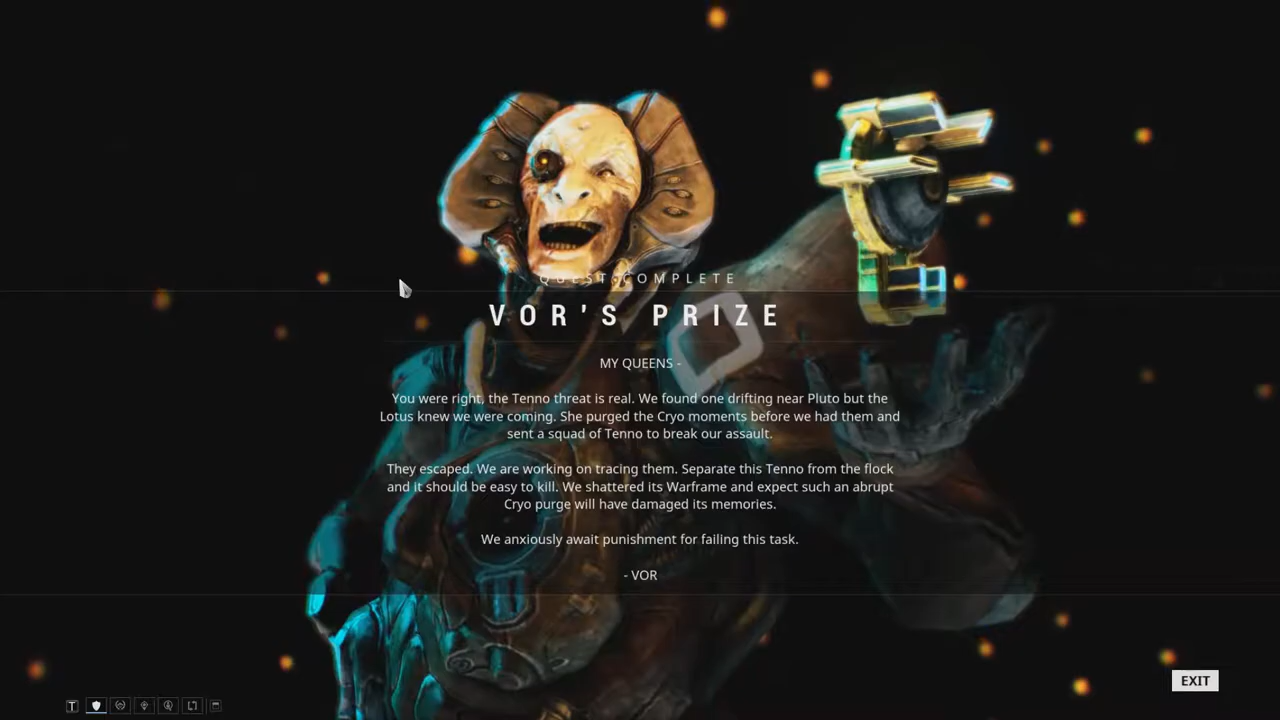 QUEST COMPLETE
VOR'S PRIZE
MY QUEENS -
You were right, the Tenno threat is real. We found one drifting near Pluto but the
Lotus knew we were coming. She purged the Cryo moments before we had them and
sent a squad of Tenno to break our assault.
They escaped. We are working on tracing them. Separate this Tenno from the flock
and it should be easy to kill. We shattered its Warframe and expect such an abrupt
Cryo purge will have damaged its memories.
We anxiously await punishment for failing this task.
- VOR
EXIT
T